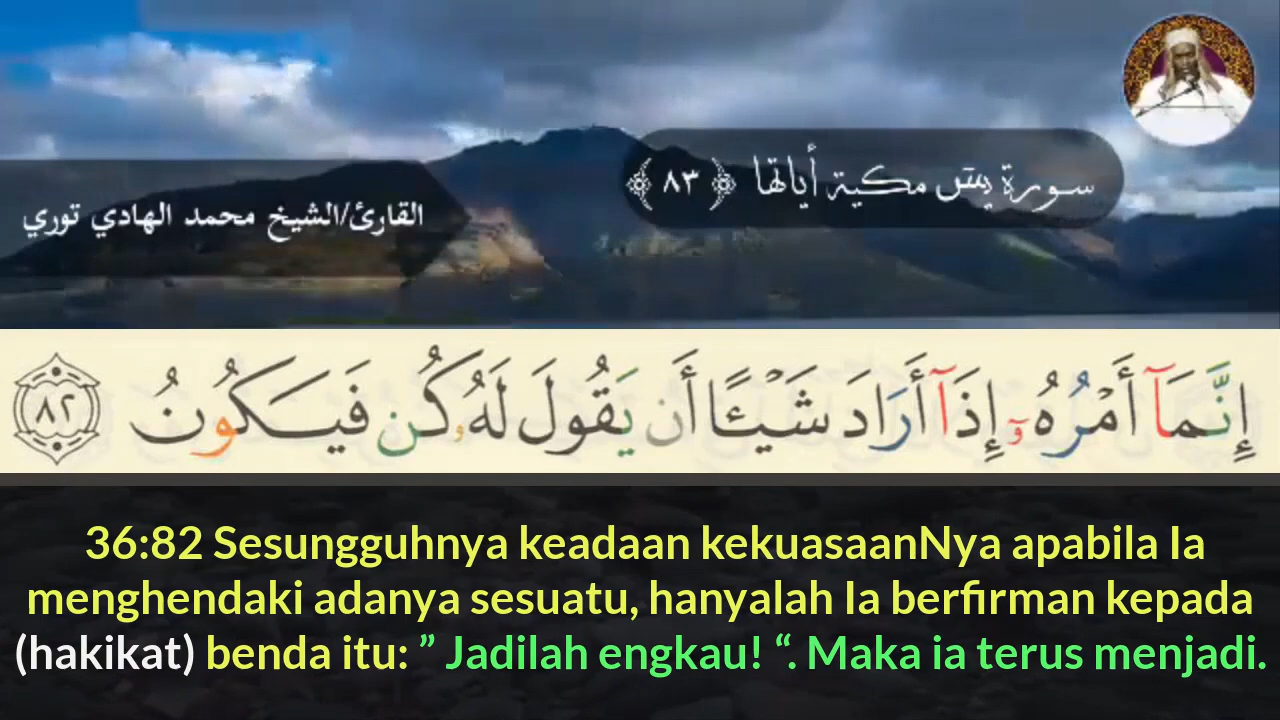 سورة يس مكية أياتها ﴿٨٣﴾
القارئ/الشيخ محمد الهادي توري
إِنَّمَآ أَمْرُهُۥٓ إِذَآ أَرَادَ شَيْـًٔا أَن يَقُولَ لَهُۥ كُن فَيَكُونُ ٨٢
36:82 Sesungguhnya keadaan kekuasaanNya apabila Ia
menghendaki adanya sesuatu, hanyalah Ia berfirman kepada
(hakikat) benda itu: ” Jadilah engkau! “. Maka ia terus menjadi.